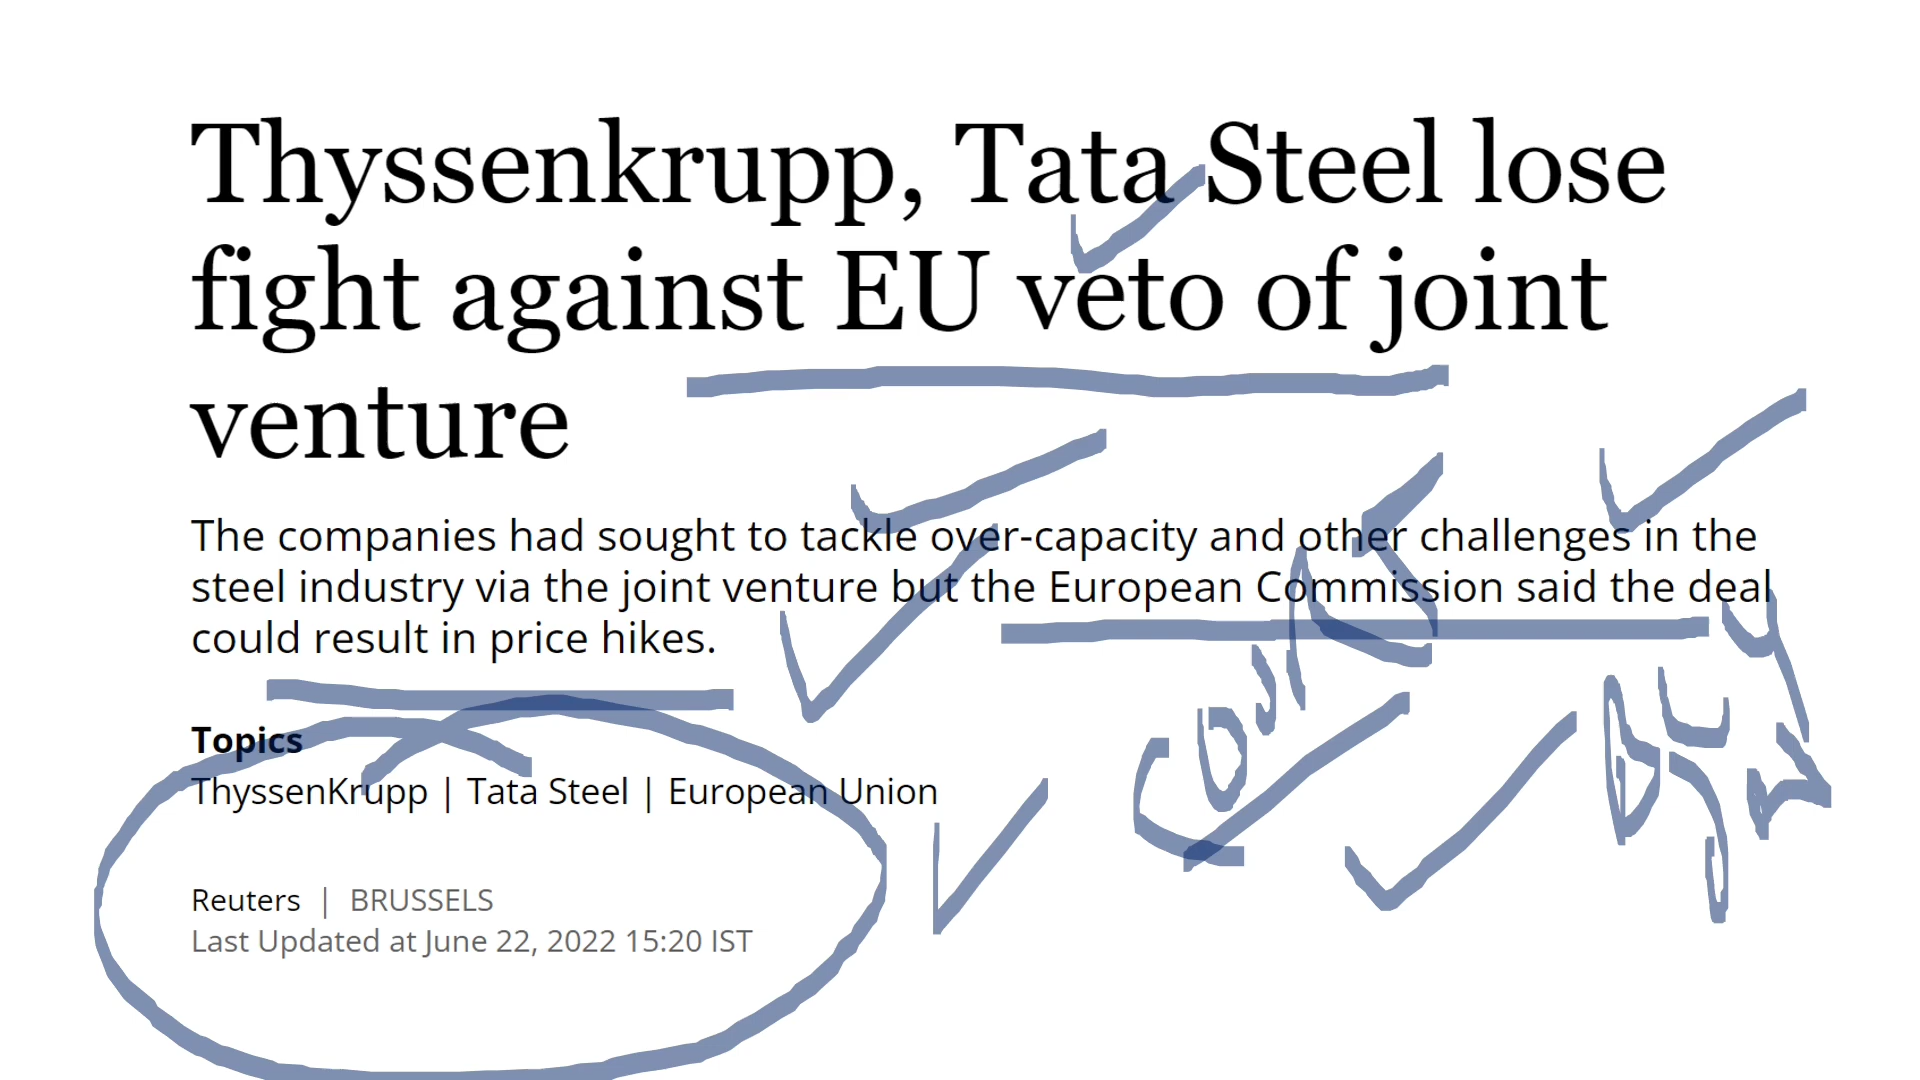 Thyssenkrupp, Tata Steel lose
fight against EU veto of joint
venture
The companies had sought to tackle over-capacity and other challenges in the
steel industry via the joint venture but the European Commission said the deal
could result in price hikes.
Topics
ThyssenKrupp | Tata Steel | European Union
Reuters | BRUSSELS
Last Updated at June 22, 2022 15:20 IST